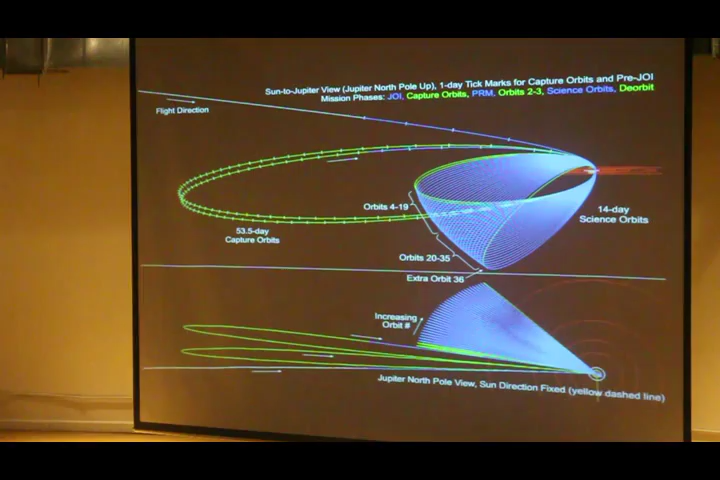 Sun-to-Jupiter View (Jupiter North Pole Up), 1-day Tick Marks for Capture Orbits and Pre-JOI
Mission Phases: JOI, Capture Orbits, PRM, Orbits 2-3, Science Orbits, Deorbit
Flight Direction
Orbits 4-19
14-day
Science Orbits
53.5-day
Capture Orbits
Orbits 20-35
Extra Orbit 36
Increasing
Orbit #
Jupiter North Pole View, Sun Direction Fixed (yellow dashed line)